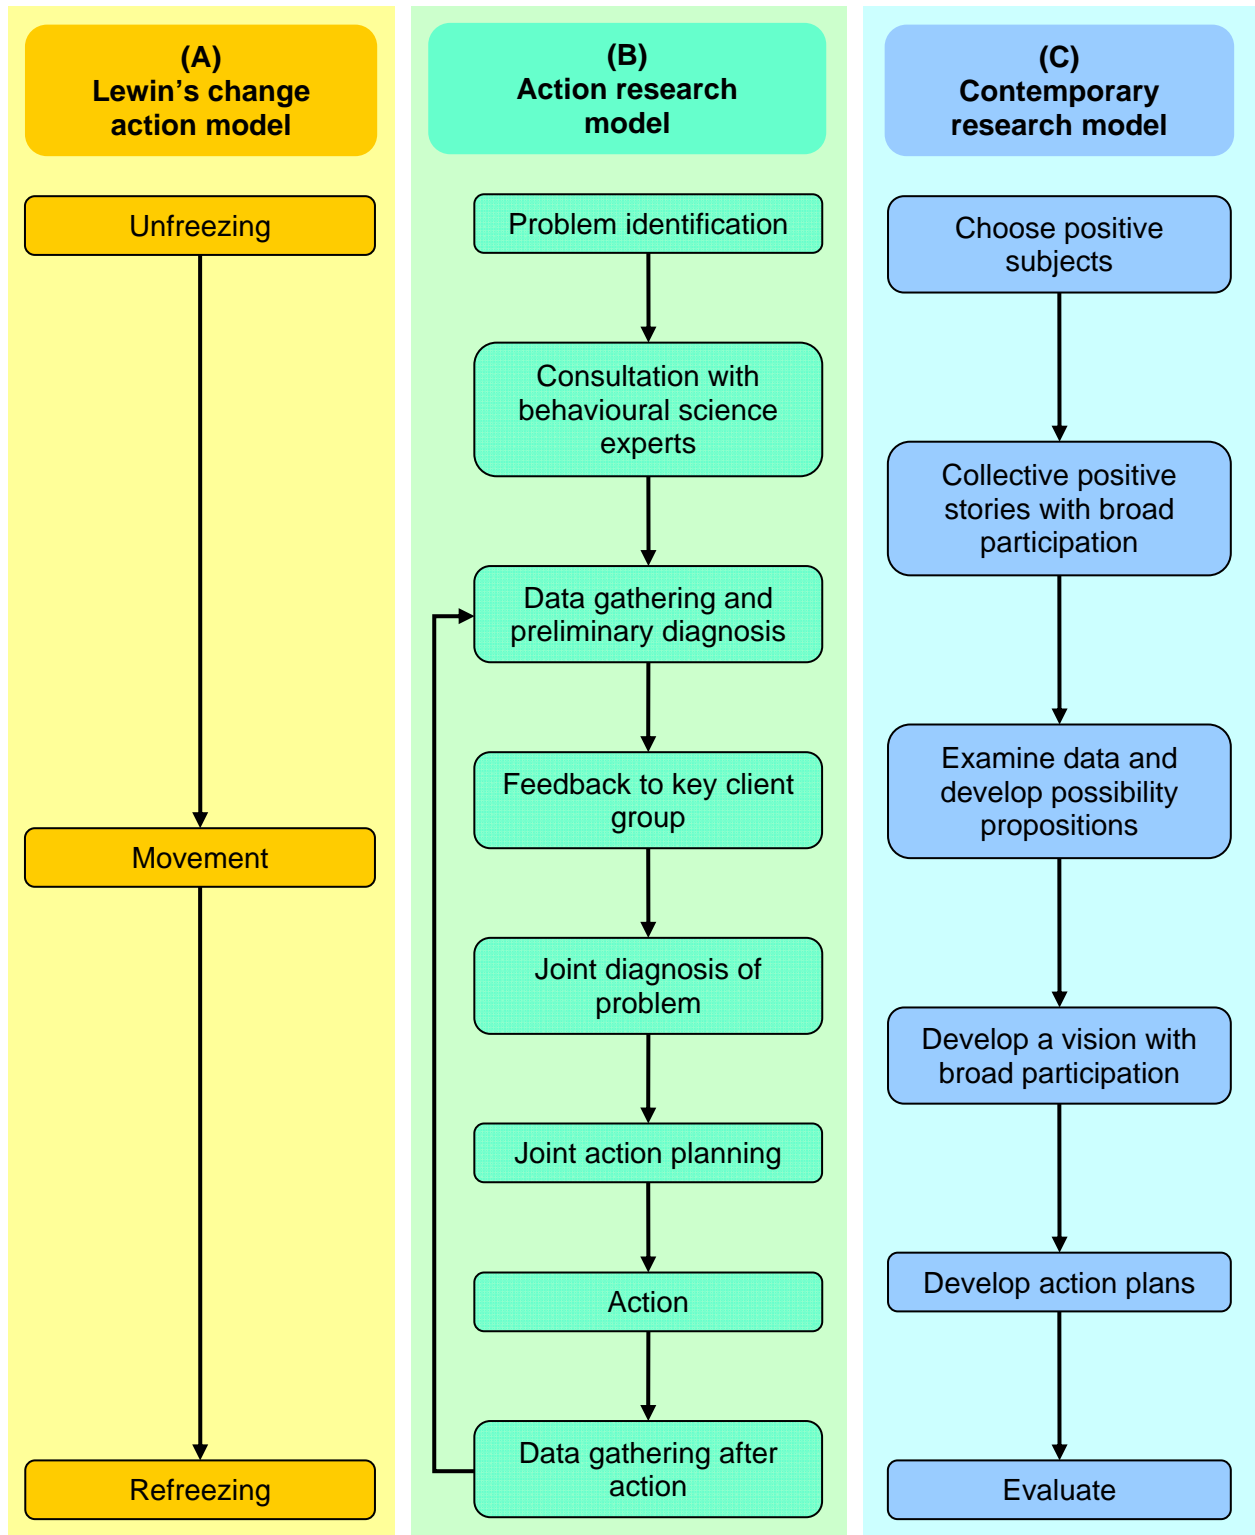 (A)
Lewin’s change
action model
Unfreezing
Movement
Refreezing
(B)
Action research
model
Problem identification
Consultation with
behavioural science
experts
Data gathering and
preliminary diagnosis
Feedback to key client
group
Joint diagnosis of
problem
Joint action planning
Action
Data gathering after
action
(C)
Contemporary
research model
Choose positive
subjects
Collective positive
stories with broad
participation
Examine data and
develop possibility
propositions
Develop a vision with
broad participation
Develop action plans
Evaluate